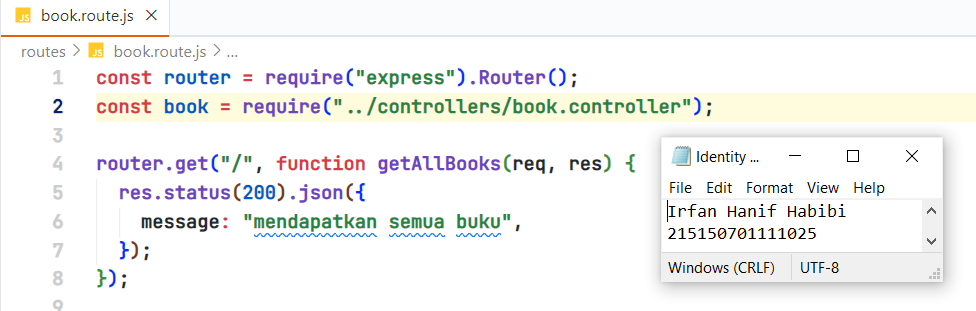 JS book.route.js ×
routes > JS book.route.js > ...
1 const router = require("express").Router();
2 const book = require("../controllers/book.controller");
3
4 router.get("/", function getAllBooks(req, res) {
5 res.status(200).json({
6 message: "mendapatkan semua buku",
7 });
8 });
9
Identity ...
File Edit Format View Help
Irfan Hanif Habibi
215150701111025
Windows (CRLF) UTF-8